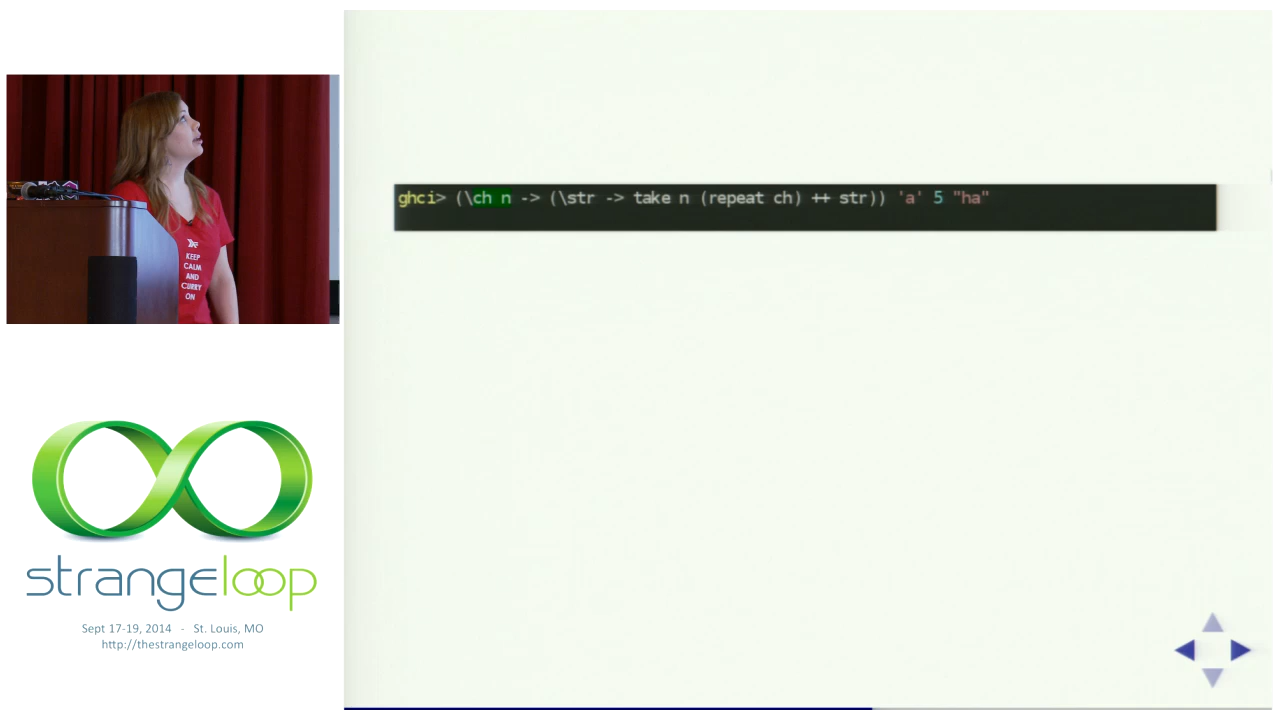 KEEP
CALM
AND
CURRY
ON
strangeloop
Sept 17-19, 2014 - St. Louis, MO
http://thestrangeloop.com
ghci> (\ch n -> (\str -> take n (repeat ch) ++ str)) 'a' 5 "ha"